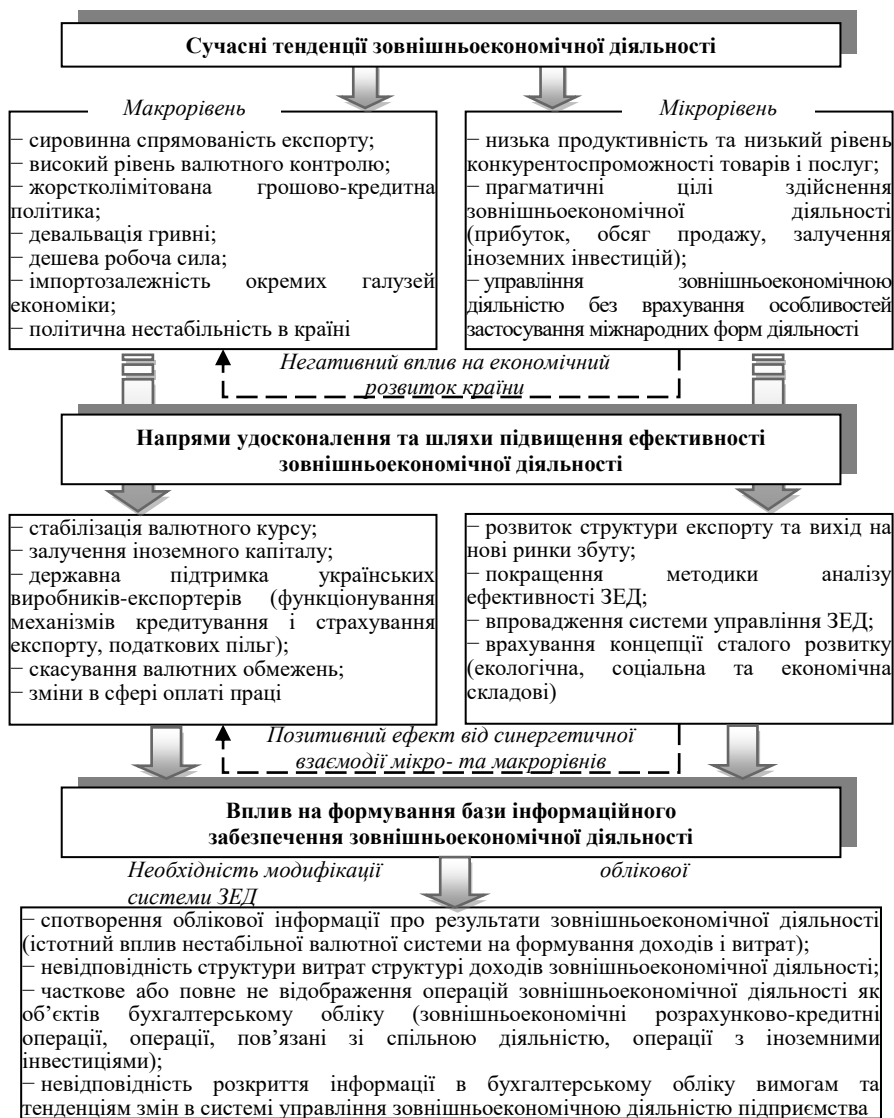 Сучасні тенденції зовнішньоекономічної діяльності
Макрорівень
− сировинна спрямованість експорту;
− високий рівень валютного контролю;
− жорстколімітована грошово-кредитна
політика;
− девальвація гривні;
− дешева робоча сила;
− імпортозалежність окремих галузей
економіки;
− політична нестабільність в країні
Мікрорівень
− низька продуктивність та низький рівень
конкурентоспроможності товарів і послуг;
− прагматичні цілі здійснення
зовнішньоекономічної діяльності
(прибуток, обсяг продажу, залучення
іноземних інвестицій);
− управління зовнішньоекономічною
діяльністю без врахування особливостей
застосування міжнародних форм діяльності
Негативний вплив на економічний
розвиток країни
Напрями удосконалення та шляхи підвищення ефективності
зовнішньоекономічної діяльності
− стабілізація валютного курсу;
− залучення іноземного капіталу;
− державна підтримка українських
виробників-експортерів (функціонування
механізмів кредитування і страхування
експорту, податкових пільг);
− скасування валютних обмежень;
− зміни в сфері оплаті праці
− розвиток структури експорту та вихід на
нові ринки збуту;
− покращення методики аналізу
ефективності ЗЕД;
− впровадження системи управління ЗЕД;
− врахування концепції сталого розвитку
(екологічна, соціальна та економічна
складові)
Позитивний ефект від синергетичної
взаємодії мікро- та макрорівнів
Вплив на формування бази інформаційного
забезпечення зовнішньоекономічної діяльності
Необхідність модифікації облікової
системи ЗЕД
− спотворення облікової інформації про результати зовнішньоекономічної діяльності
(істотний вплив нестабільної валютної системи на формування доходів і витрат);
− невідповідність структури витрат структурі доходів зовнішньоекономічної діяльності;
− часткове або повне не відображення операцій зовнішньоекономічної діяльності як
об’єктів бухгалтерському обліку (зовнішньоекономічні розрахунково-кредитні
операції, операції, пов’язані зі спільною діяльністю, операції з іноземними
інвестиціями);
− невідповідність розкриття інформації в бухгалтерському обліку вимогам та
тенденціям змін в системі управління зовнішньоекономічною діяльністю підприємства